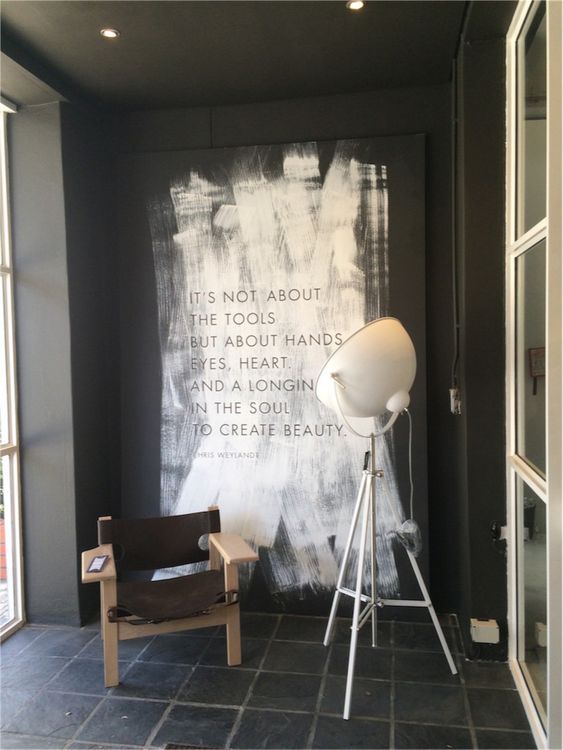 IT'S NOT ABOUT
THE TOOLS
BUT ABOUT HANDS
EYES, HEART.
AND A LONGIN
IN THE SOUL
TO CREATE BEAUTY.
CHRIS WEYLANDT